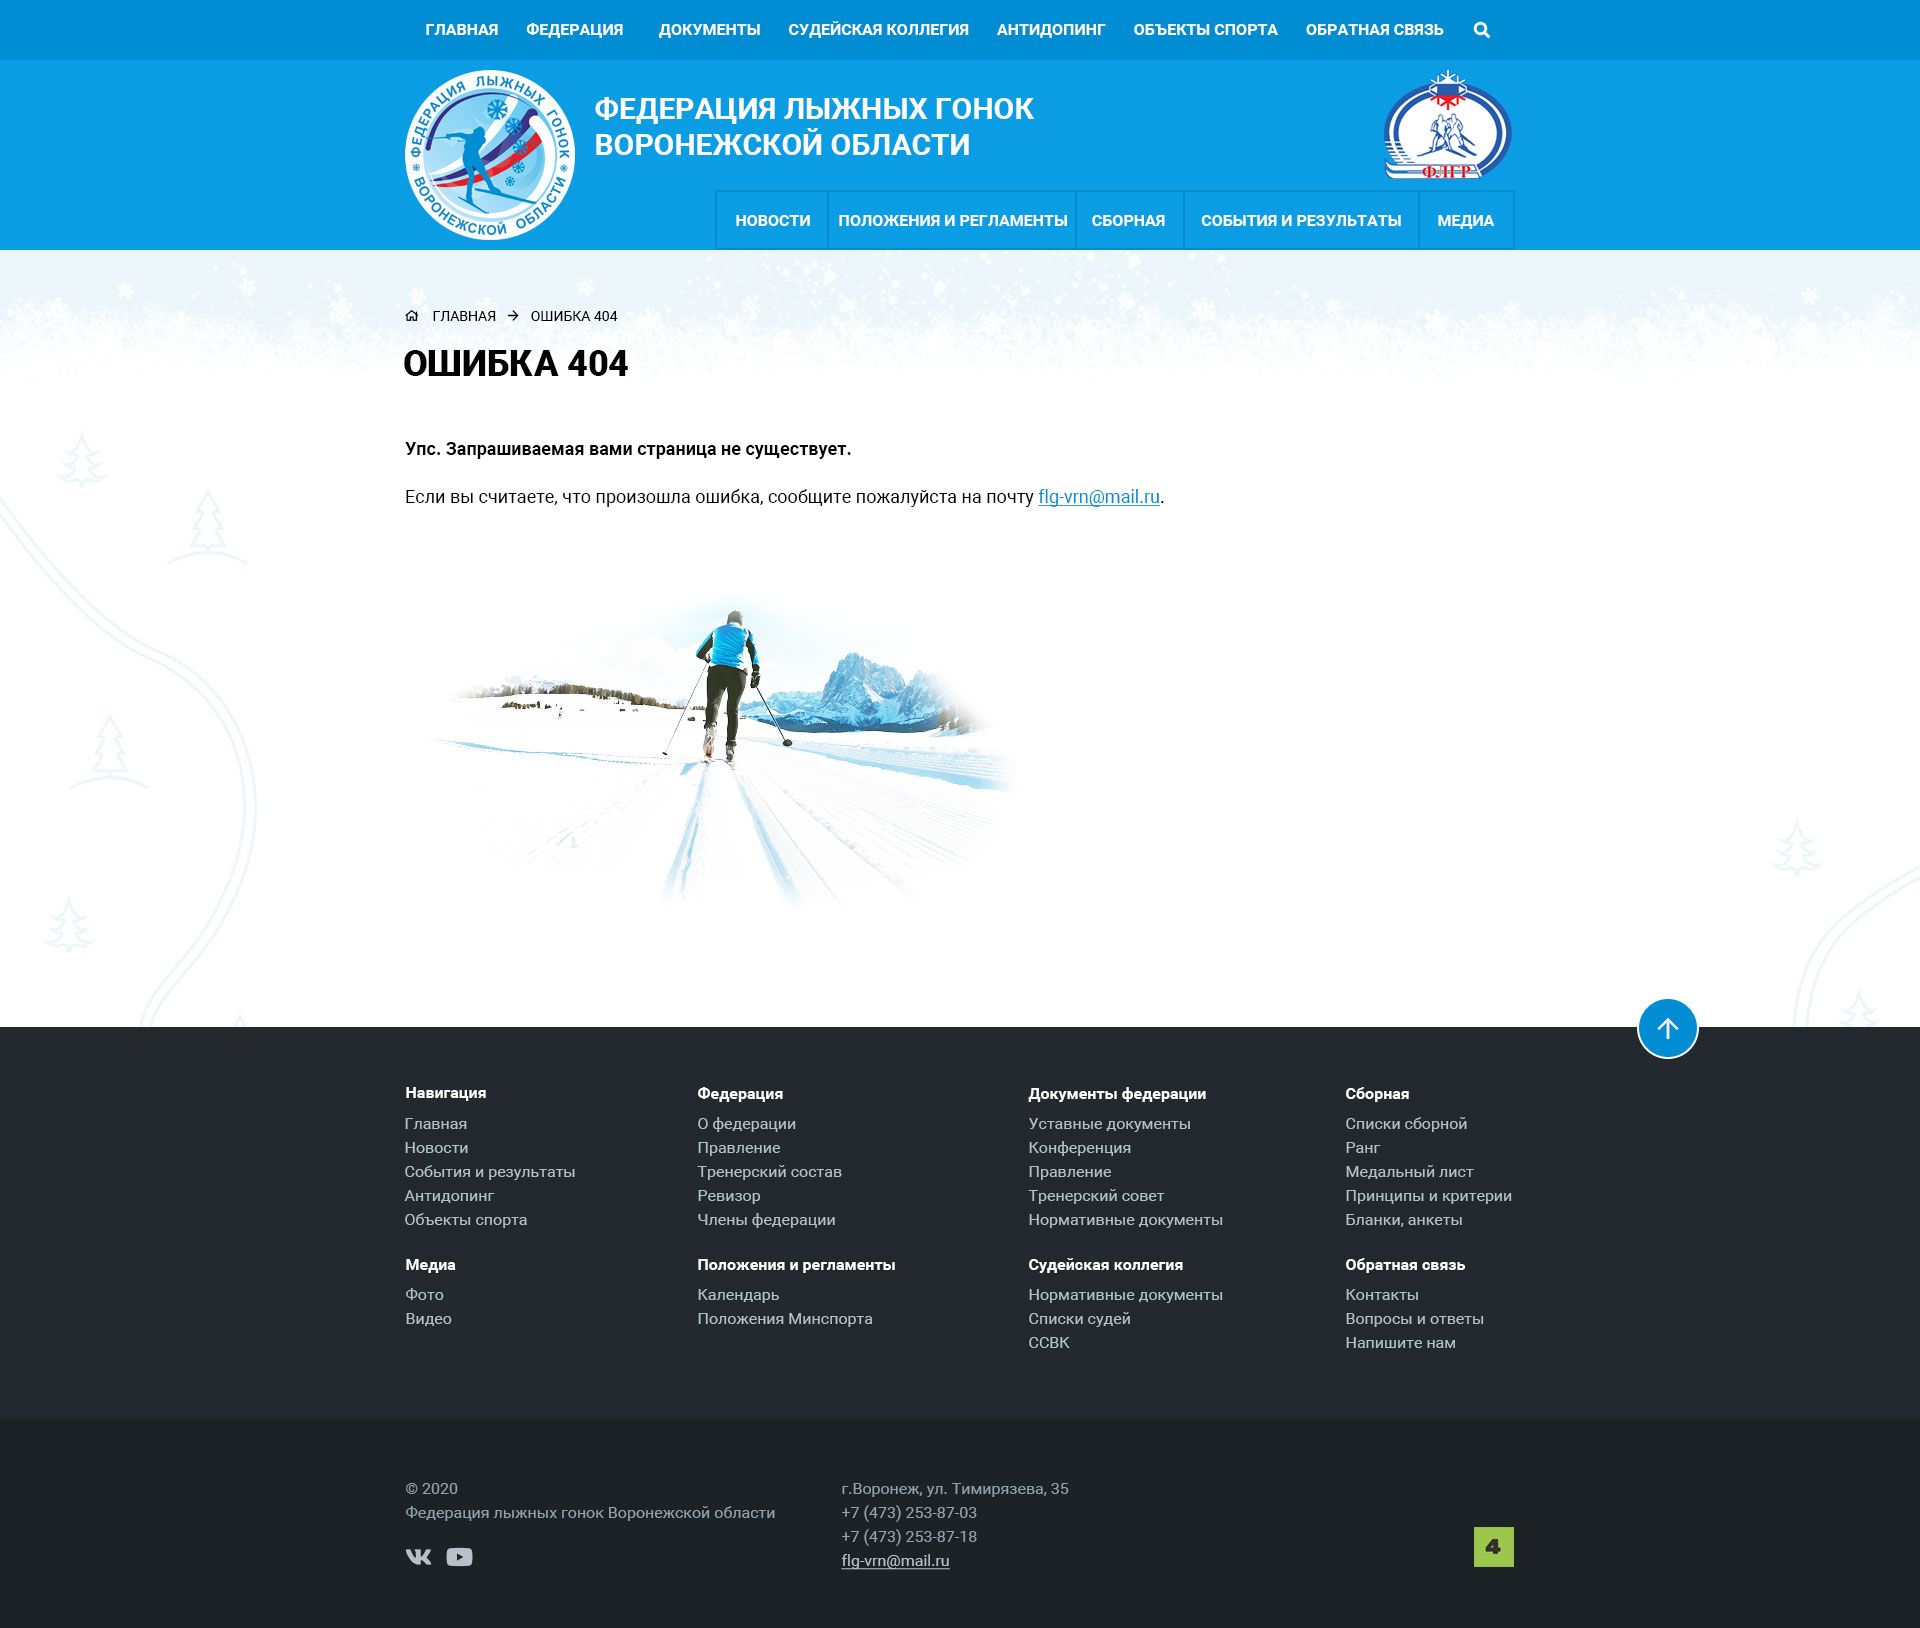 ГЛАВНАЯ ФЕДЕРАЦИЯ ДОКУМЕНТЫ СУДЕЙСКАЯ КОЛЛЕГИЯ АНТИДОПИНГ ОБЪЕКТЫ СПОРТА ОБРАТНАЯ СВЯЗЬ
ФЕДЕРАЦИЯ ЛЫЖНЫХ ГОНОК
ВОРОНЕЖСКОЙ ОБЛАСТИ
ФЕДЕРАЦИЯ ЛЫЖНЫХ ГОНОК
ВОРОНЕЖСКОЙ ОБЛАСТИ
ФЛГР
НОВОСТИ ПОЛОЖЕНИЯ И РЕГЛАМЕНТЫ СБОРНАЯ СОБЫТИЯ И РЕЗУЛЬТАТЫ МЕДИА
ГЛАВНАЯ → ОШИБКА 404
ОШИБКА 404
Упс. Запрашиваемая вами страница не существует.
Если вы считаете, что произошла ошибка, сообщите пожалуйста на почту flg-vrn@mail.ru.
Навигация
Главная
Новости
События и результаты
Антидопинг
Объекты спорта
Федерация
О федерации
Правление
Тренерский состав
Ревизор
Члены федерации
Документы федерации
Уставные документы
Конференция
Правление
Тренерский совет
Нормативные документы
Сборная
Списки сборной
Ранг
Медальный лист
Принципы и критерии
Бланки, анкеты
Медиа
Фото
Видео
Положения и регламенты
Календарь
Положения Минспорта
Судейская коллегия
Нормативные документы
Списки судей
ССВК
Обратная связь
Контакты
Вопросы и ответы
Напишите нам
© 2020
Федерация лыжных гонок Воронежской области
г.Воронеж, ул. Тимирязева, 35
+7 (473) 253-87-03
+7 (473) 253-87-18
flg-vrn@mail.ru
4